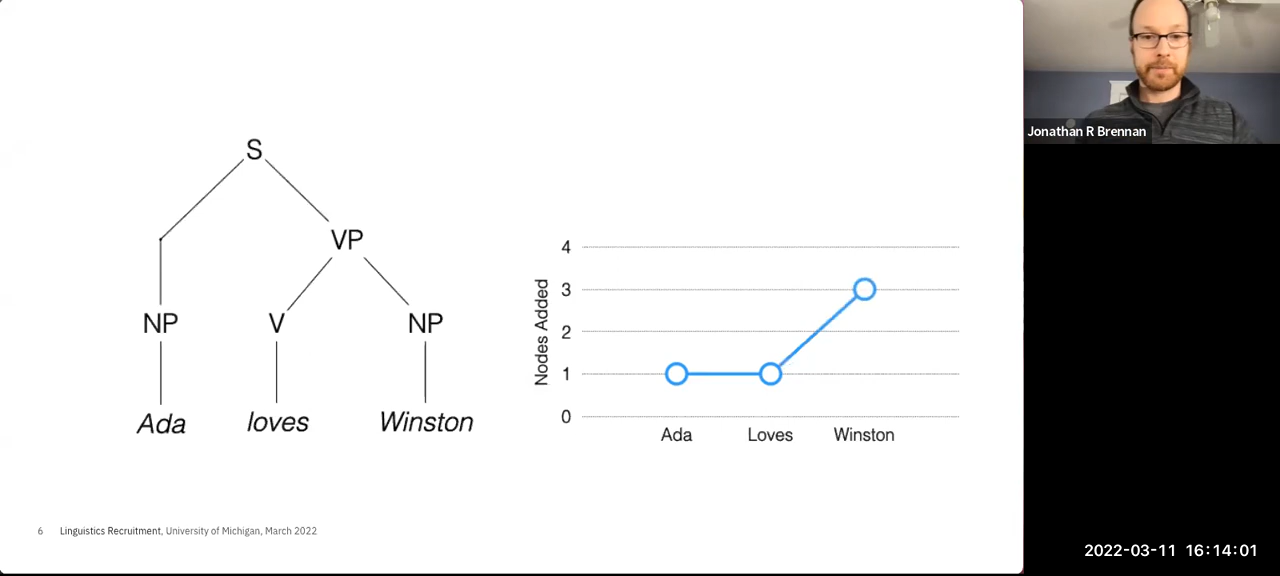 S
VP
NP
V
NP
Ada
loves
Winston
Nodes Added
4
3
2
1
0
Ada
Loves
Winston
6 Linguistics Recruitment, University of Michigan, March 2022
Jonathan R Brennan
2022-03-11 16:14:01